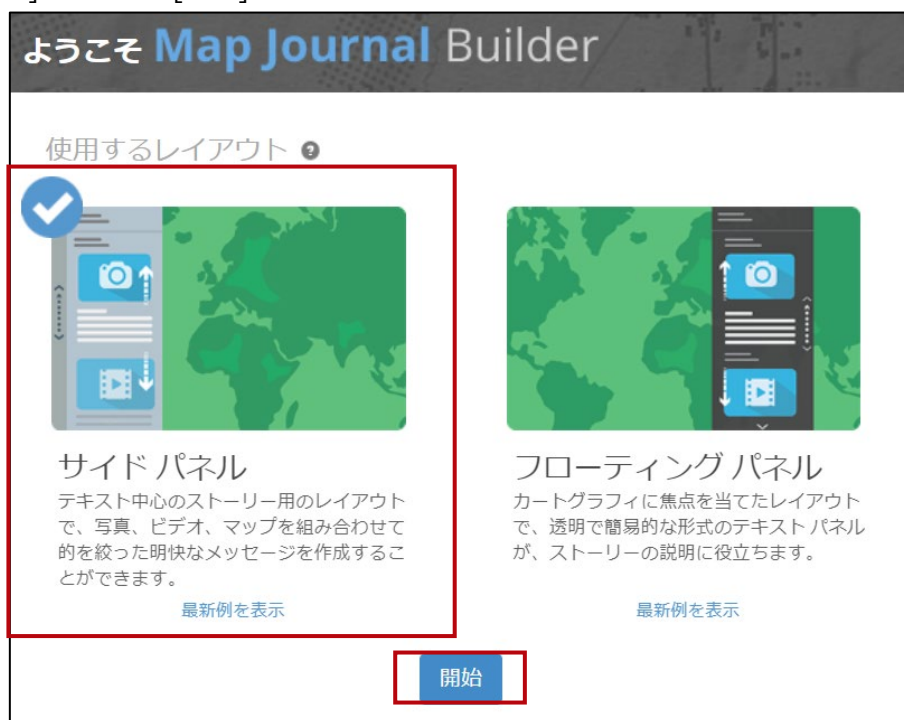 ようこそ Map Journal Builder
使用するレイアウト
サイド パネル
テキスト中心のストーリー用のレイアウト
で、写真、ビデオ、マップを組み合わせて
的を絞った明快なメッセージを作成するこ
とができます。
最新例を表示
フローティング パネル
カートグラフィに焦点を当てたレイアウト
で、透明で簡易的な形式のテキスト パネル
が、ストーリーの説明に役立ちます。
最新例を表示
開始